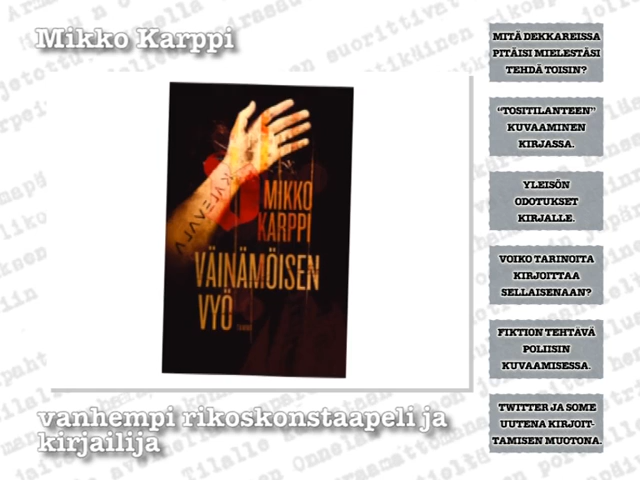 Mikko Karppi
MIKKO
KARPPI
VÄINÄMÖISEN
VYÖ
KALEVALA
vanhempi rikoskonstaapeli ja
kirjailija
MITÄ DEKKAREISSA
PITÄISI MIELESTÄSI
TEHDÄ TOISIN?
“TOSITILANTEEN”
KUVAAMINEN
KIRJASSA.
YLEISÖN
ODOTUKSET
KIRJALLE.
VOIKO TARINOITA
KIRJOITTAA
SELLAISENAAN?
FIKTION TEHTÄVÄ
POLIISIN
KUVAAMISESSA.
TWITTER JA SOME
UUTENA KIRJOIT-
TAMISEN MUOTONA.